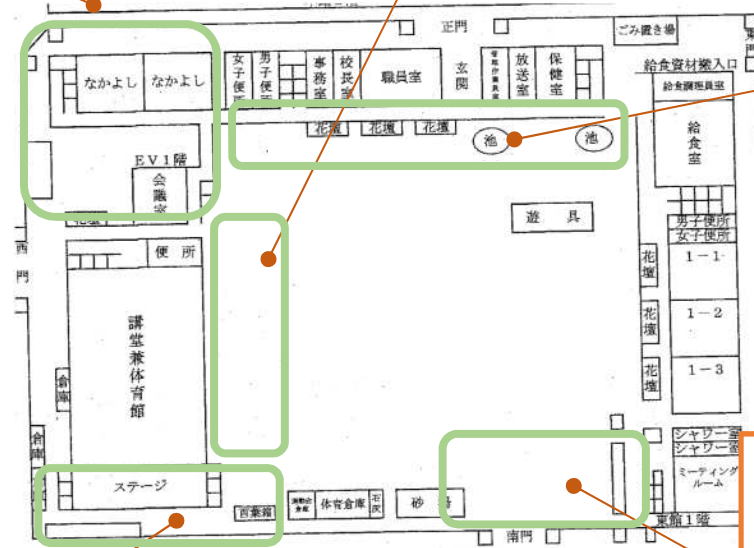 正門
ごみ置き場
給食資材搬入口
なかよし
なかよし
女子便所
男子便所
事務室
校長室
職員室
玄関
放送室
保健室
給食調理員室
給食室
花壇
花壇
花壇
池
池
EV1階
会議室
遊具
男子便所
女子便所
西門
便所
花壇
1-1
花壇
1-2
花壇
1-3
講堂兼体育館
倉庫
倉庫
シャワー室
シャワー室
ミーティングルーム
ステージ
百葉箱
体育倉庫
石灰
砂場
南門
東館1階